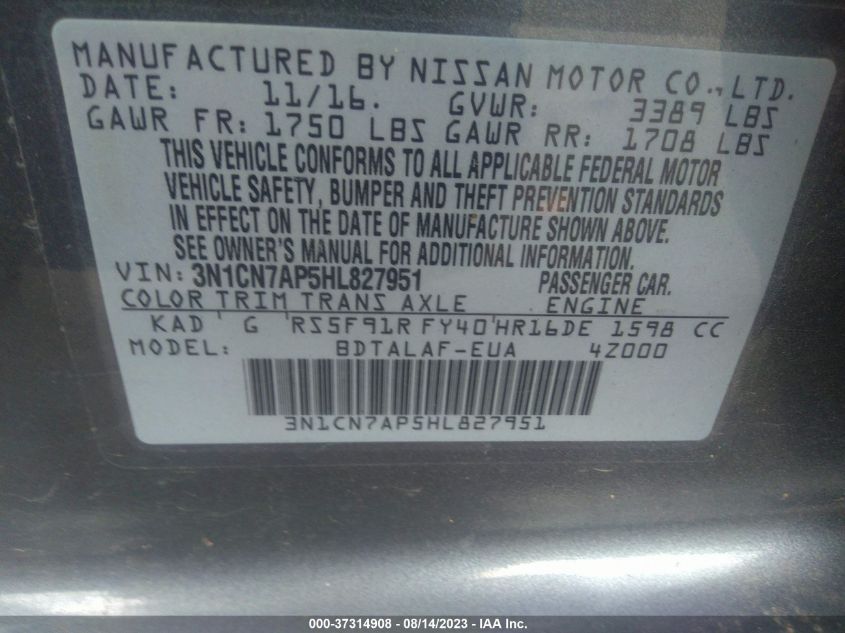 MANUFACTURED BY NISSAN MOTOR CO., LTD.
DATE: 11/16. GVWR: 3389 LBS
GAWR FR: 1750 LBS GAWR RR: 1708 LBS
THIS VEHICLE CONFORMS TO ALL APPLICABLE FEDERAL MOTOR
VEHICLE SAFETY, BUMPER AND THEFT PREVENTION STANDARDS
IN EFFECT ON THE DATE OF MANUFACTURE SHOWN ABOVE.
SEE OWNER'S MANUAL FOR ADDITIONAL INFORMATION.
VIN: 3N1CN7AP5HL827951 PASSENGER CAR.
COLOR TRIM TRANS AXLE ENGINE
KAD G RS5F91R FY40 HR16DE 1598 CC
MODEL: BDTALAF-EUA 4Z000
3N1CN7AP5HL827951
000-37314908 - 08/14/2023 - IAA Inc.